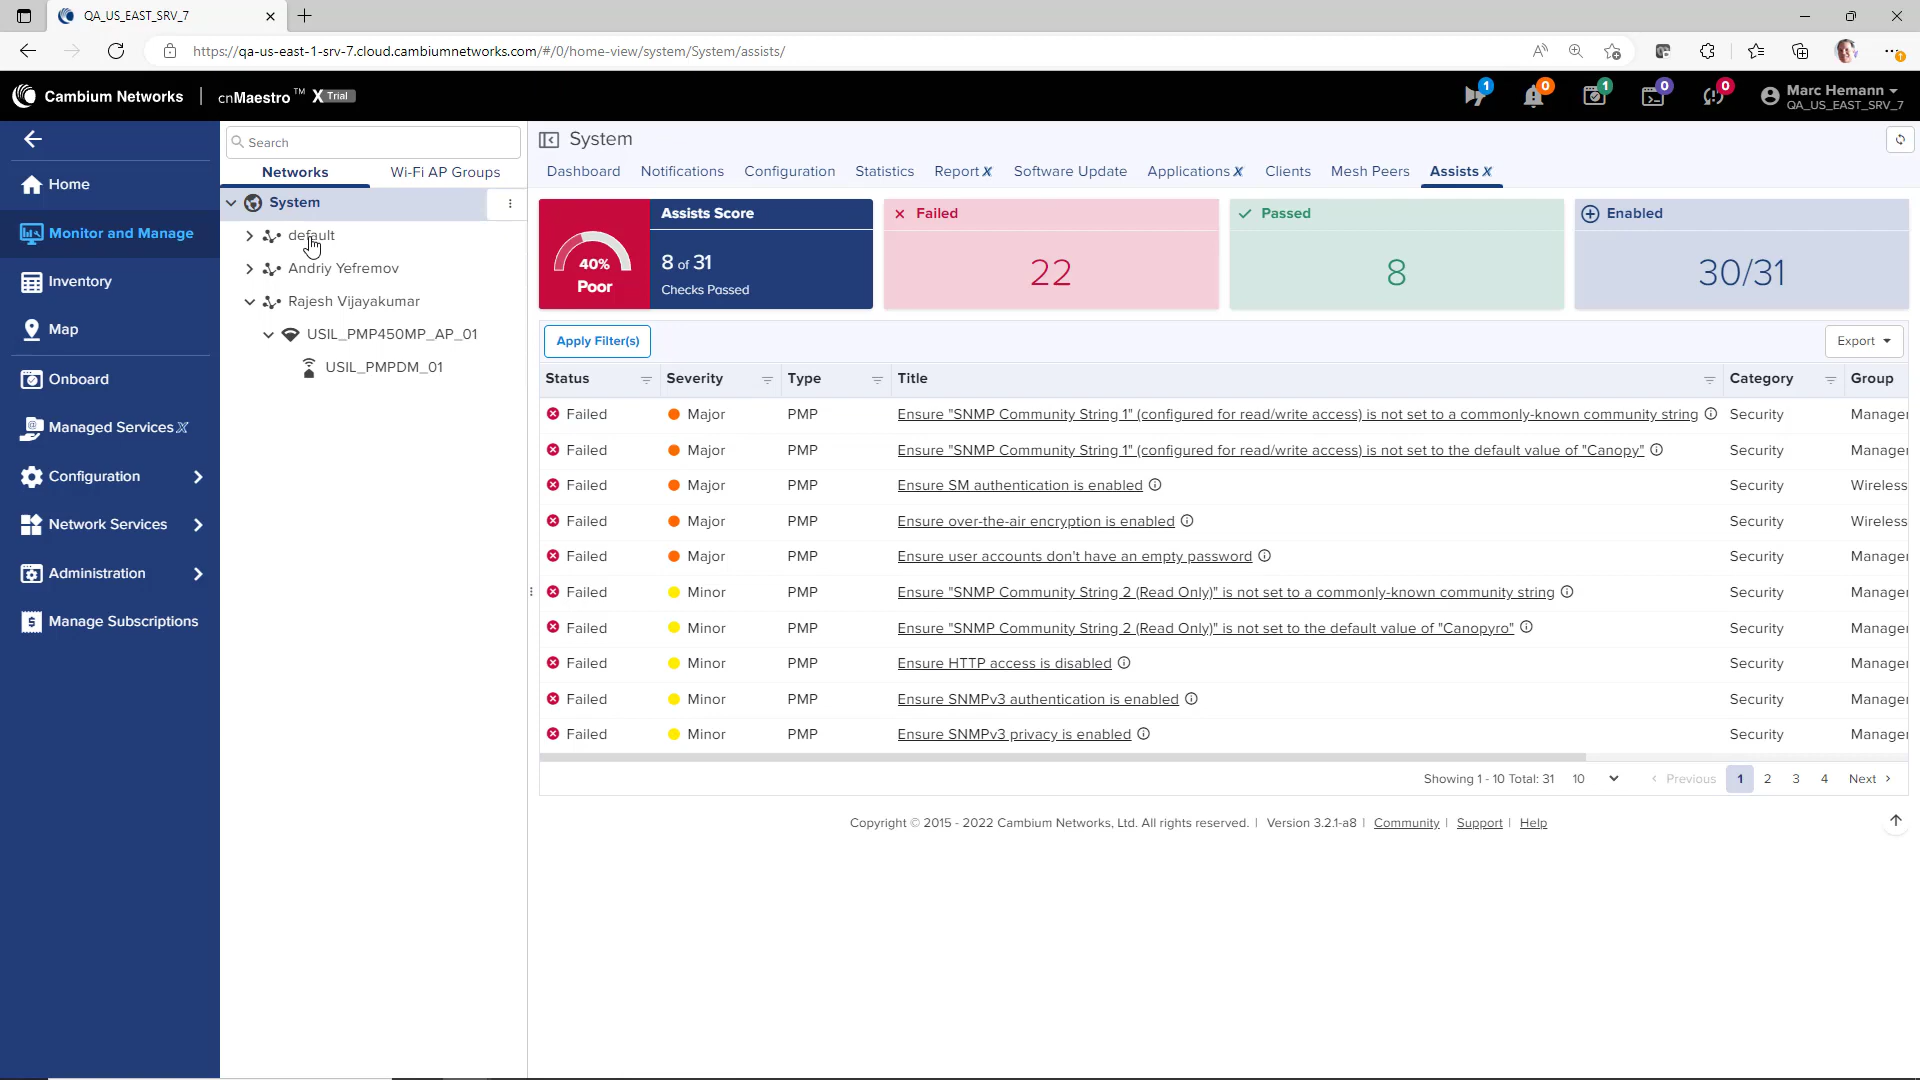 QA_US_EAST_SRV_7
https://qa-us-east-1-srv-7.cloud.cambiumnetworks.com/#/0/home-view/system/System/assists/
Cambium Networks | cnMaestro™ X Trial
1 0 1 0 0
Marc Hemann
QA_US_EAST_SRV_7
Home
Monitor and Manage
Inventory
Map
Onboard
Managed Services X
Configuration
Network Services
Administration
Manage Subscriptions
Search
Networks Wi-Fi AP Groups
System
default
Andriy Yefremov
Rajesh Vijayakumar
USIL_PMP450MP_AP_01
USIL_PMPDM_01
System
Dashboard Notifications Configuration Statistics Report X Software Update Applications X Clients Mesh Peers Assists X
40%
Poor
Assists Score
8 of 31
Checks Passed
Failed
22
Passed
8
Enabled
30/31
Apply Filter(s) Export
Status Severity Type Title Category Group
Failed Major PMP Ensure "SNMP Community String 1" (configured for read/write access) is not set to a commonly-known community string Security Manager
Failed Major PMP Ensure "SNMP Community String 1" (configured for read/write access) is not set to the default value of "Canopy" Security Manager
Failed Major PMP Ensure SM authentication is enabled Security Wireless
Failed Major PMP Ensure over-the-air encryption is enabled Security Wireless
Failed Major PMP Ensure user accounts don't have an empty password Security Manager
Failed Minor PMP Ensure "SNMP Community String 2 (Read Only)" is not set to a commonly-known community string Security Manager
Failed Minor PMP Ensure "SNMP Community String 2 (Read Only)" is not set to the default value of "Canopyro" Security Manager
Failed Minor PMP Ensure HTTP access is disabled Security Manager
Failed Minor PMP Ensure SNMPv3 authentication is enabled Security Manager
Failed Minor PMP Ensure SNMPv3 privacy is enabled Security Manager
Showing 1 - 10 Total: 31 10 < Previous 1 2 3 4 Next >
Copyright © 2015 - 2022 Cambium Networks, Ltd. All rights reserved. | Version 3.2.1-a8 | Community | Support | Help